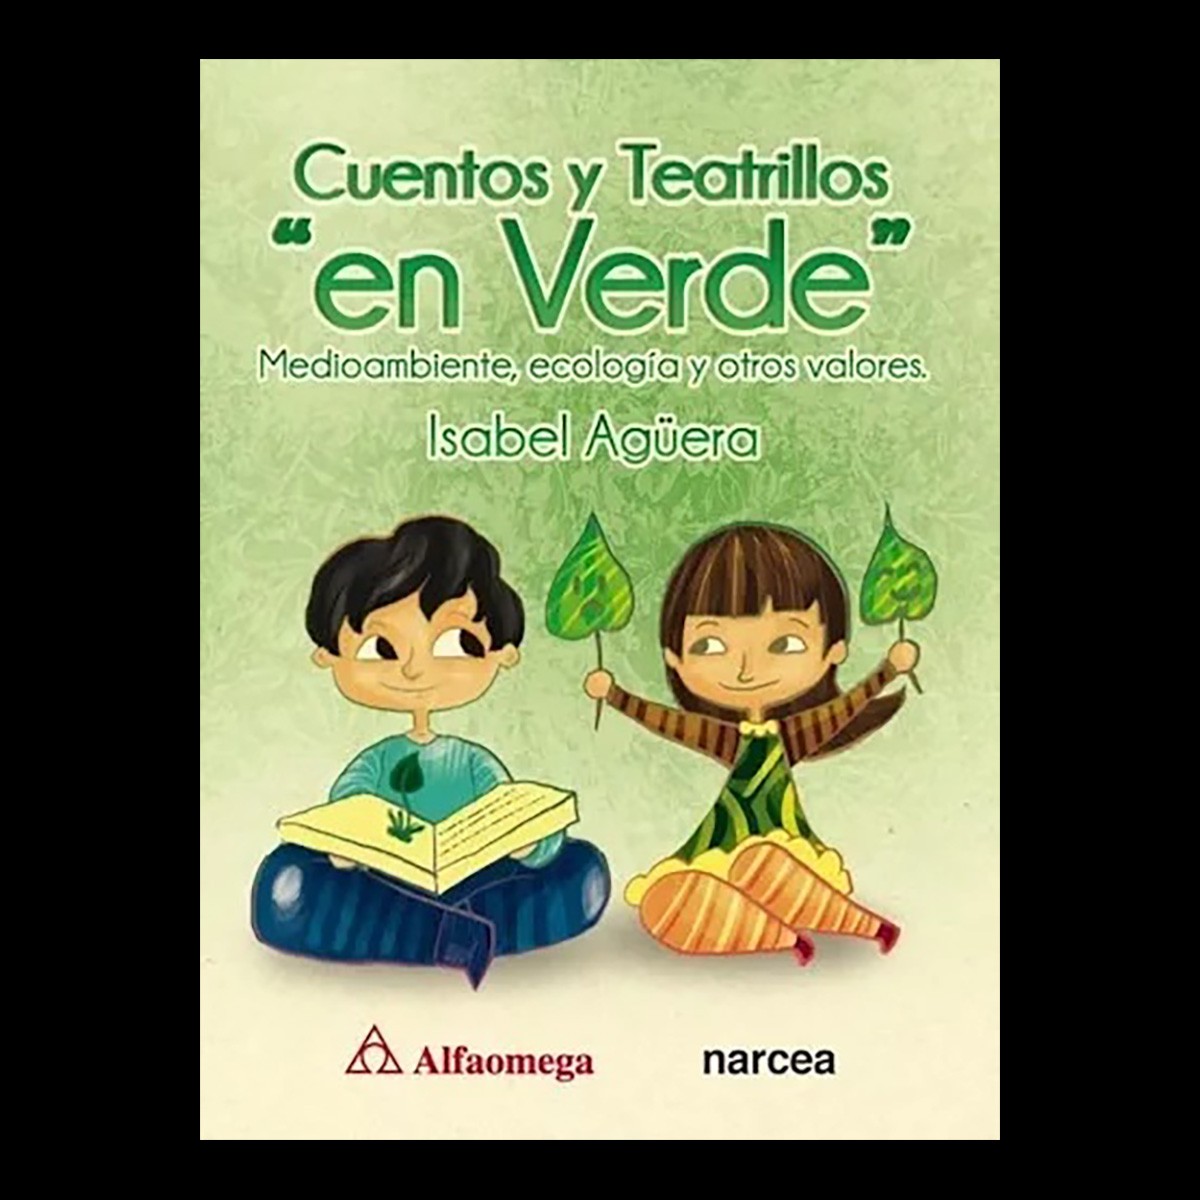 Cuentos y Teatrillos
"en Verde"
Medioambiente, ecología y otros valores.
Isabel Agüera
Alfaomega
narcea